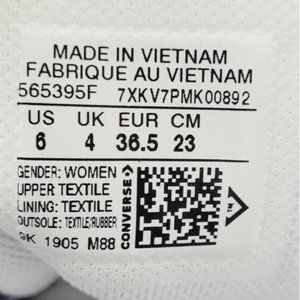 MADE IN VIETNAM
FABRIQUE AU VIETNAM
565395F 7XKV7PMK00892
US UK EUR CM
6 4 36.5 23
GENDER: WOMEN
UPPER TEXTILE
LINING: TEXTILE
OUTSOLE: TEXTILE/RUBBER
9K 1905 M88
CONVERSE